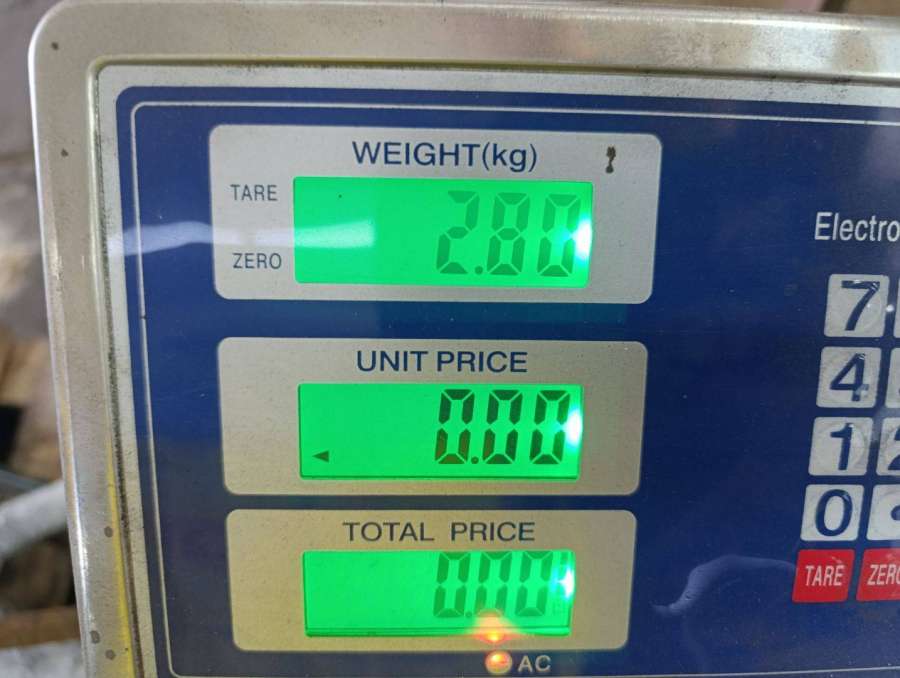 WEIGHT(kg)
TARE
2.80
ZERO
UNIT PRICE
0.00
TOTAL PRICE
0.00
AC
Electro
7
4
1
0
TARE
ZERO